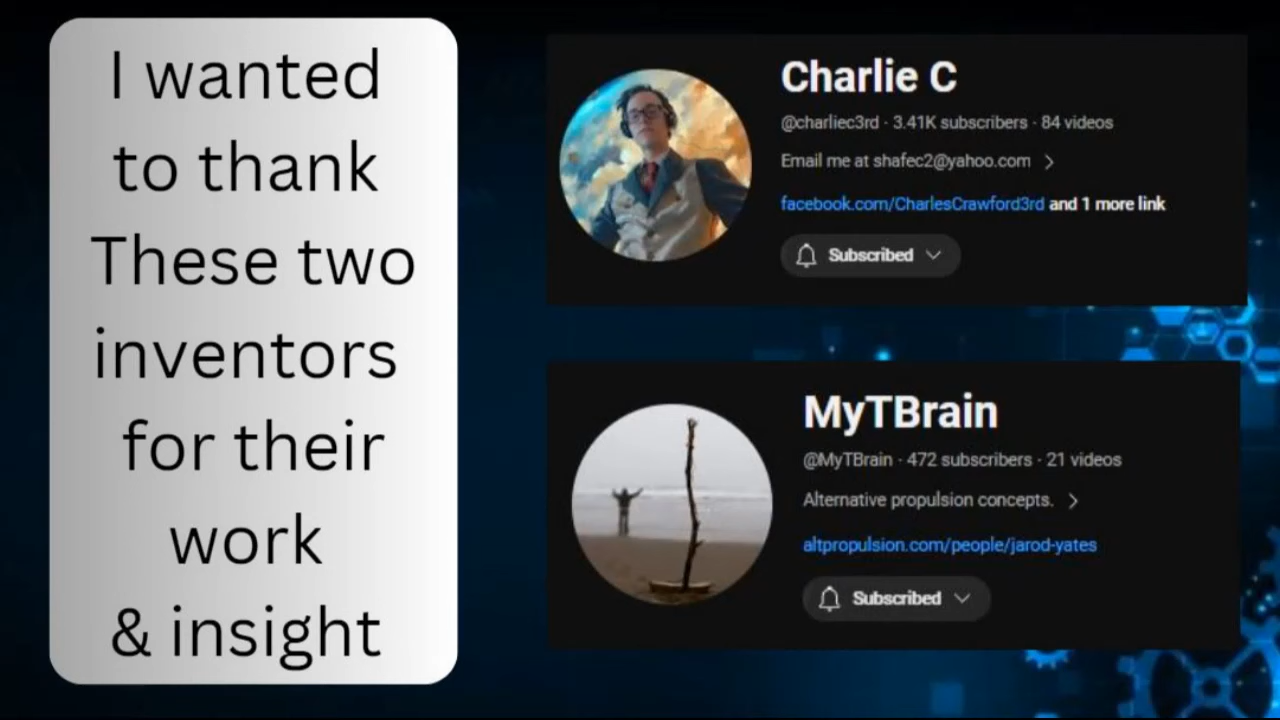 I wanted
to thank
These two
inventors
for their
work
& insight
Charlie C
@charliec3rd · 3.41K subscribers · 84 videos
Email me at shafec2@yahoo.com >
facebook.com/CharlesCrawford3rd and 1 more link
Subscribed
MyTBrain
@MyTBrain · 472 subscribers · 21 videos
Alternative propulsion concepts. >
altpropulsion.com/people/jarod-yates
Subscribed